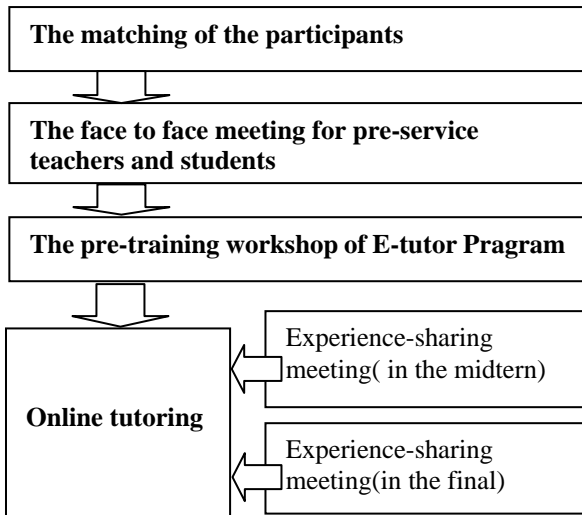 The matching of the participants
The face to face meeting for pre-service
teachers and students
The pre-training workshop of E-tutor Pragram
Experience-sharing
meeting( in the midtern)
Online tutoring
Experience-sharing
meeting(in the final)